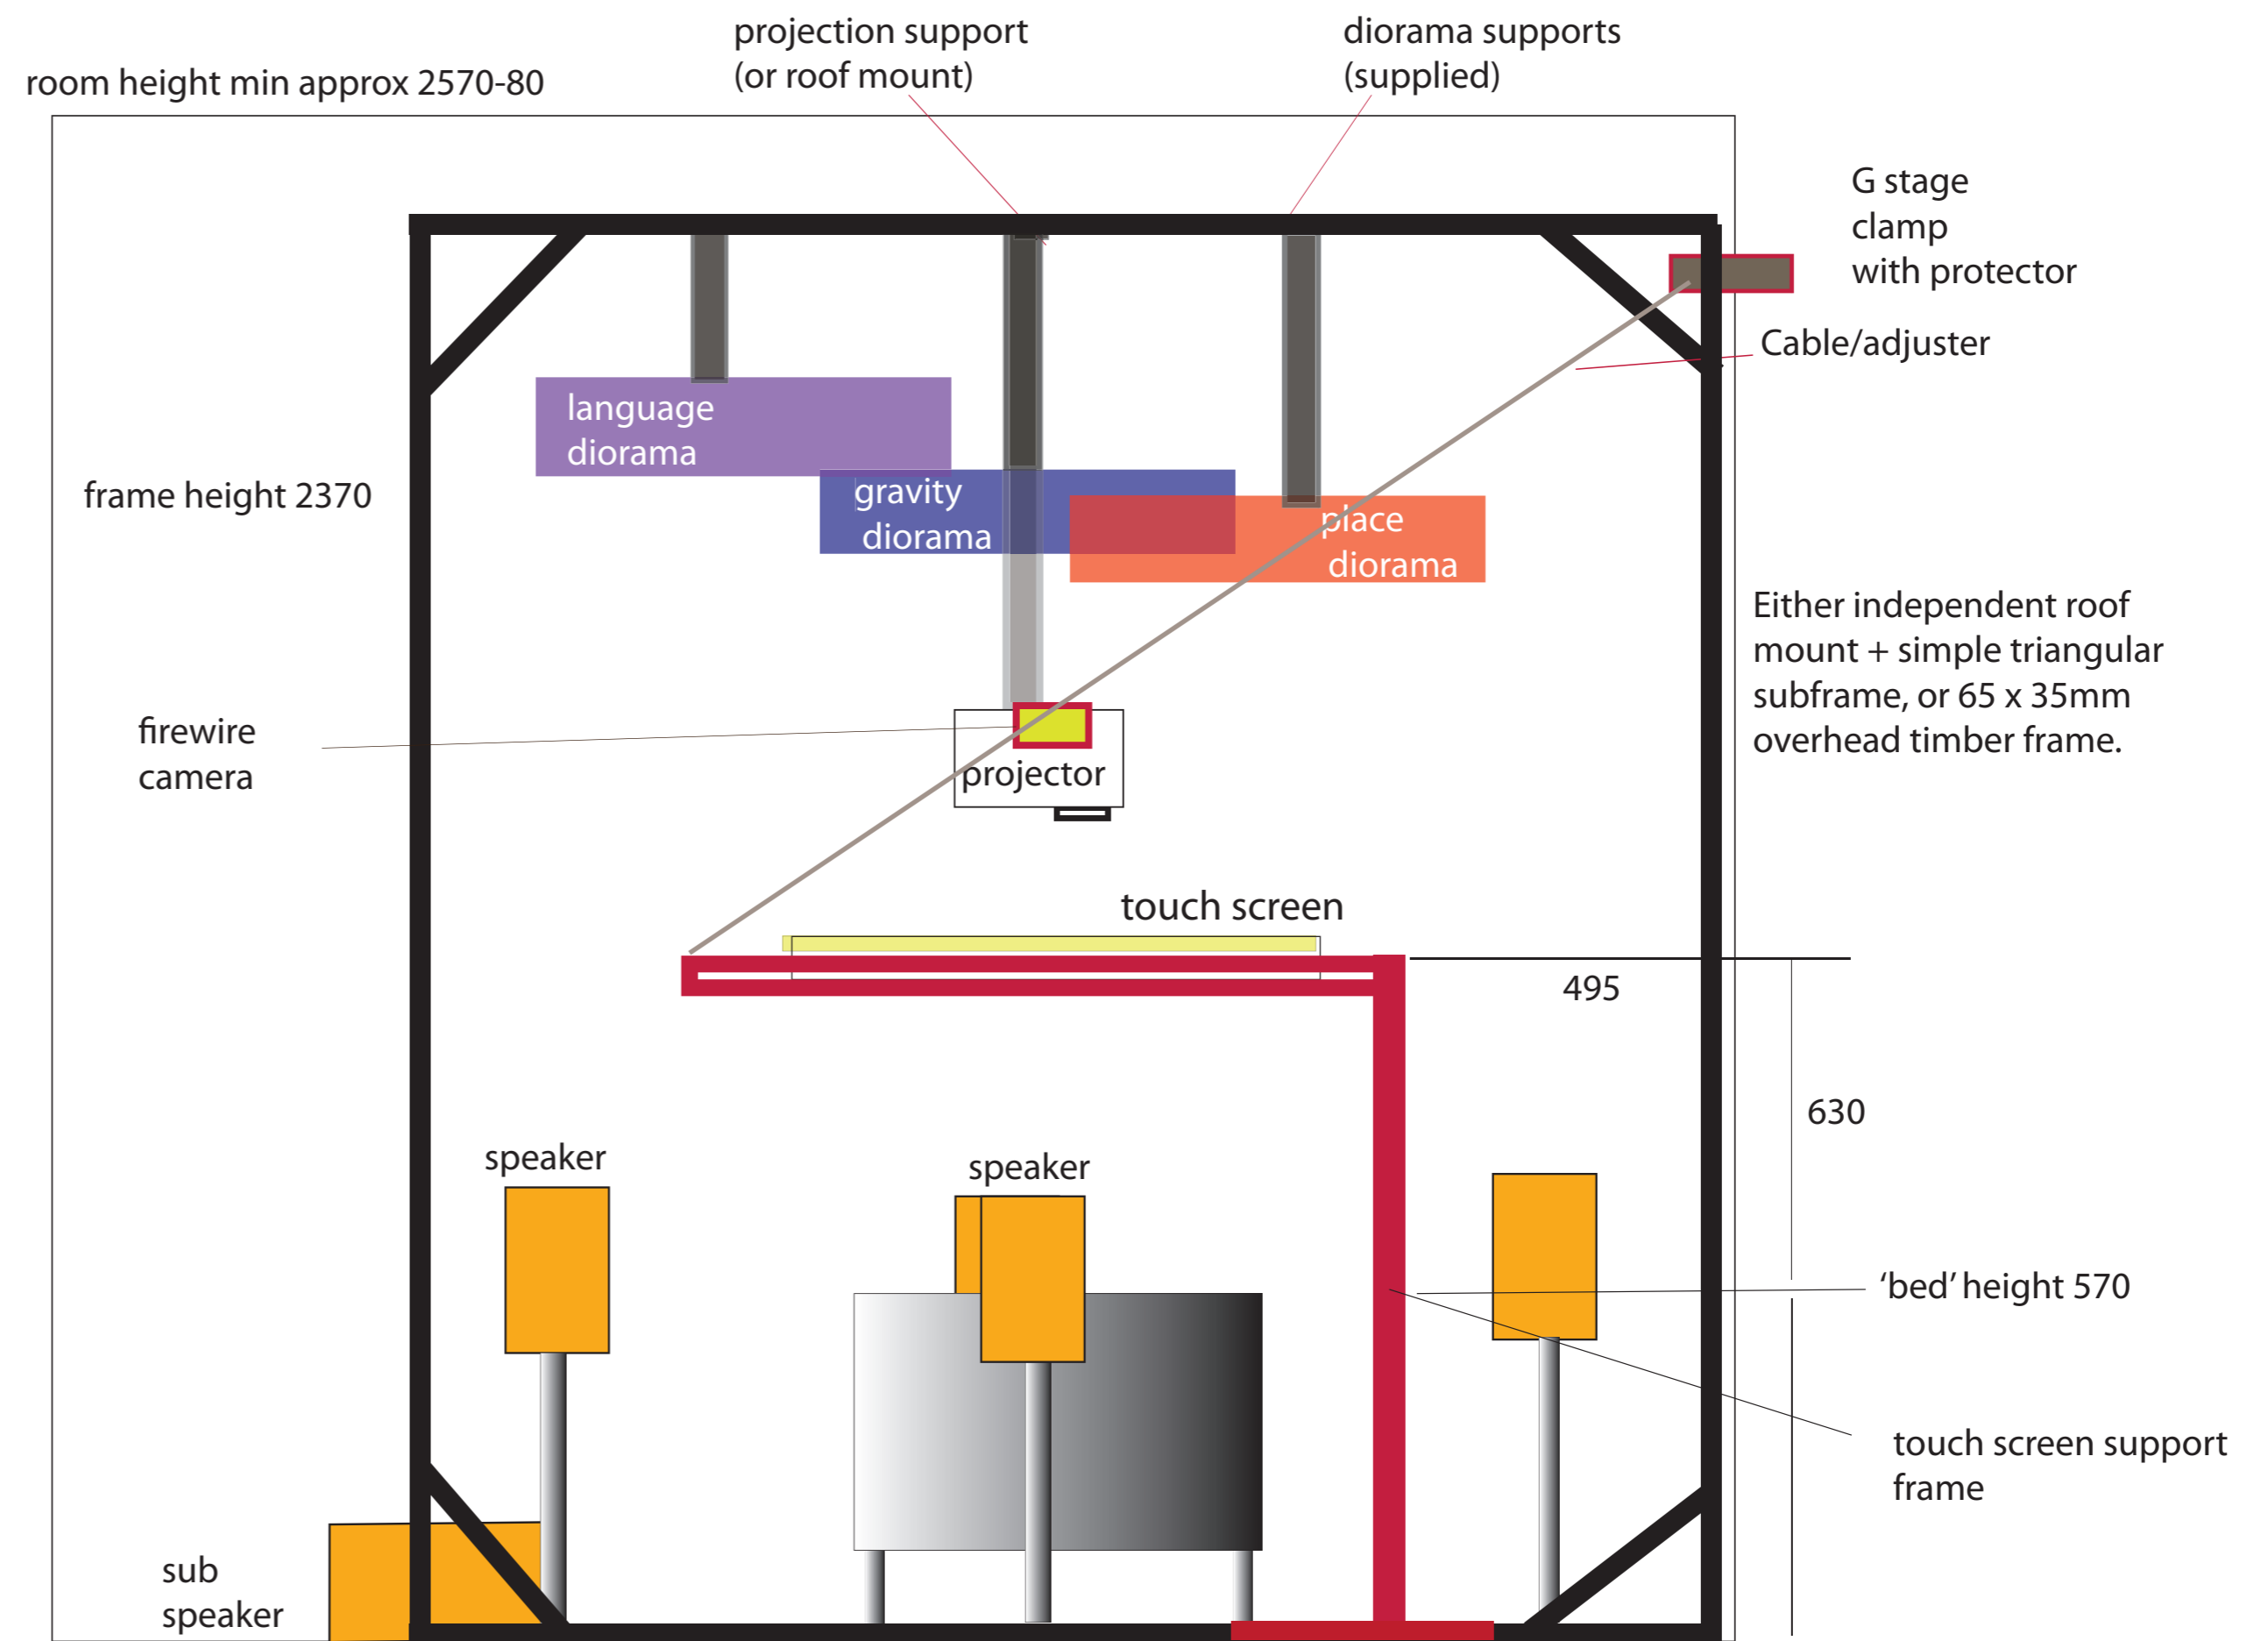 projection support
(or roof mount)
diorama supports
(supplied)
room height min approx 2570-80
G stage
clamp
with protector
Cable/adjuster
language
diorama
frame height 2370
gravity
diorama
place
diorama
Either independent roof
mount + simple triangular
subframe, or 65 x 35mm
overhead timber frame.
firewire
camera
projector
touch screen
495
630
speaker
speaker
‘bed’ height 570
touch screen support
frame
sub
speaker